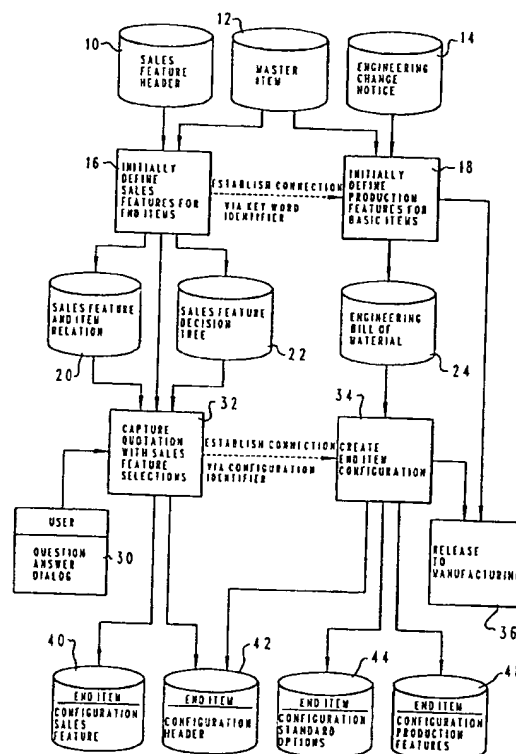 10
12
14
SALES
FEATURE
HEADER
MASTER
ITEM
ENGINEERING
CHANGE
NOTICE
16
INITIALLY
DEFINE
SALES
FEATURES FOR
END ITEMS
ESTABLISH CONNECTION
VIA KEY WORD
IDENTIFIER
18
INITIALLY
DEFINE
PRODUCTION
FEATURES FOR
BASIC ITEMS
SALES FEATURE
AND ITEM
RELATION
20
SALES FEATURE
DECISION
TREE
22
ENGINEERING
BILL OF
MATERIAL
24
32
CAPTURE
QUOTATION
WITH SALES
FEATURE
SELECTIONS
ESTABLISH CONNECTION
VIA CONFIGURATION
IDENTIFIER
34
CREATE
END ITEM
CONFIGURATION
USER
QUESTION
ANSWER
DIALOG
30
RELEASE
TO
MANUFACTURING
36
40
END ITEM
CONFIGURATION
SALES
FEATURE
42
END ITEM
CONFIGURATION
HEADER
44
END ITEM
CONFIGURATION
STANDARD
OPTIONS
END ITEM
CONFIGURATION
PRODUCTION
FEATURES